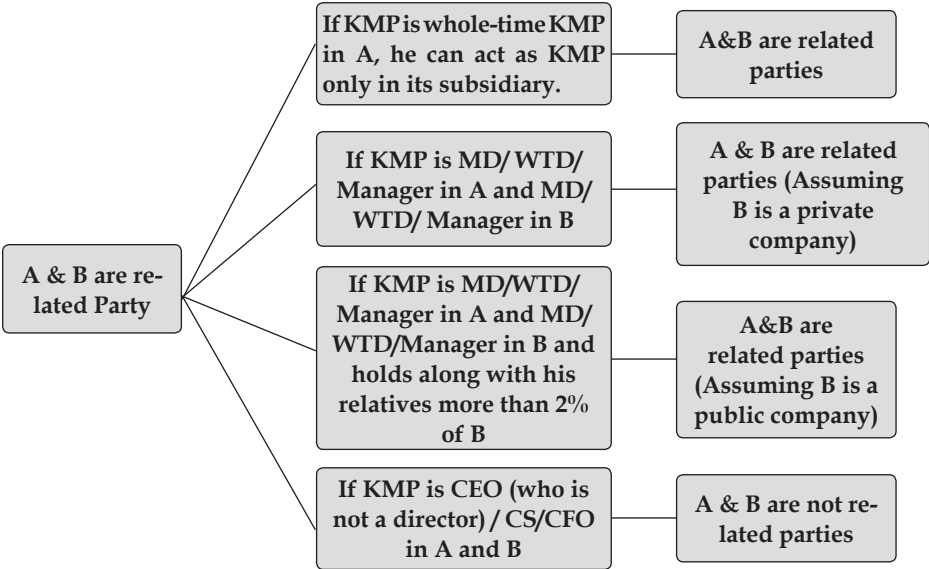 If KMP is whole-time KMP
in A, he can act as KMP
only in its subsidiary.
A&B are related
parties
If KMP is MD/ WTD/
Manager in A and MD/
WTD/ Manager in B
A & B are related
parties (Assuming
B is a private
company)
A & B are re-
lated Party
If KMP is MD/WTD/
Manager in A and MD/
WTD/Manager in B and
holds along with his
relatives more than 2%
of B
A&B are
related parties
(Assuming B is a
public company)
If KMP is CEO (who is
not a director) / CS/CFO
in A and B
A & B are not re-
lated parties